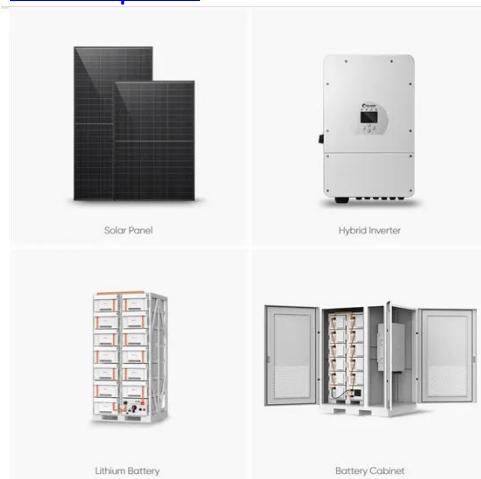 Solar Panel
Hybrid Inverter
Lithium Battery
Battery Cabinet